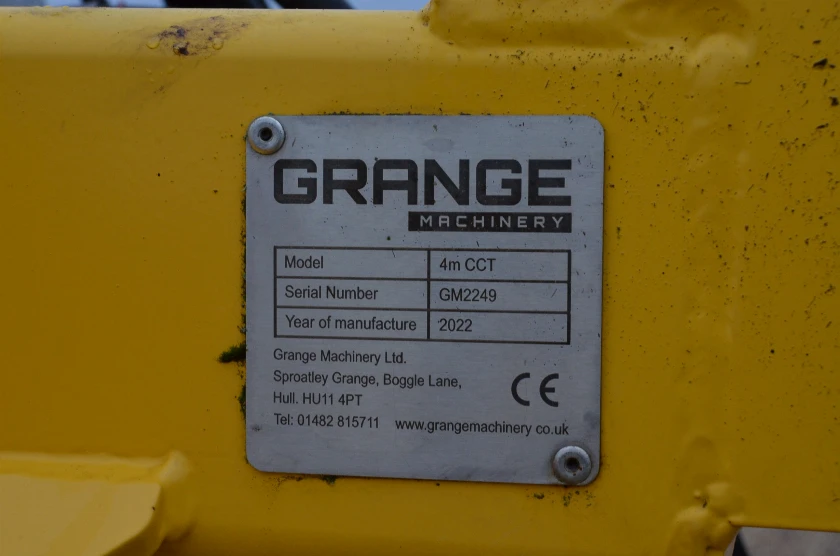 GRANGE
MACHINERY
Model 4m CCT
Serial Number GM2249
Year of manufacture 2022
Grange Machinery Ltd.
Sproatley Grange, Boggle Lane,
Hull. HU11 4PT
CE
Tel: 01482 815711 www.grangemachinery.co.uk